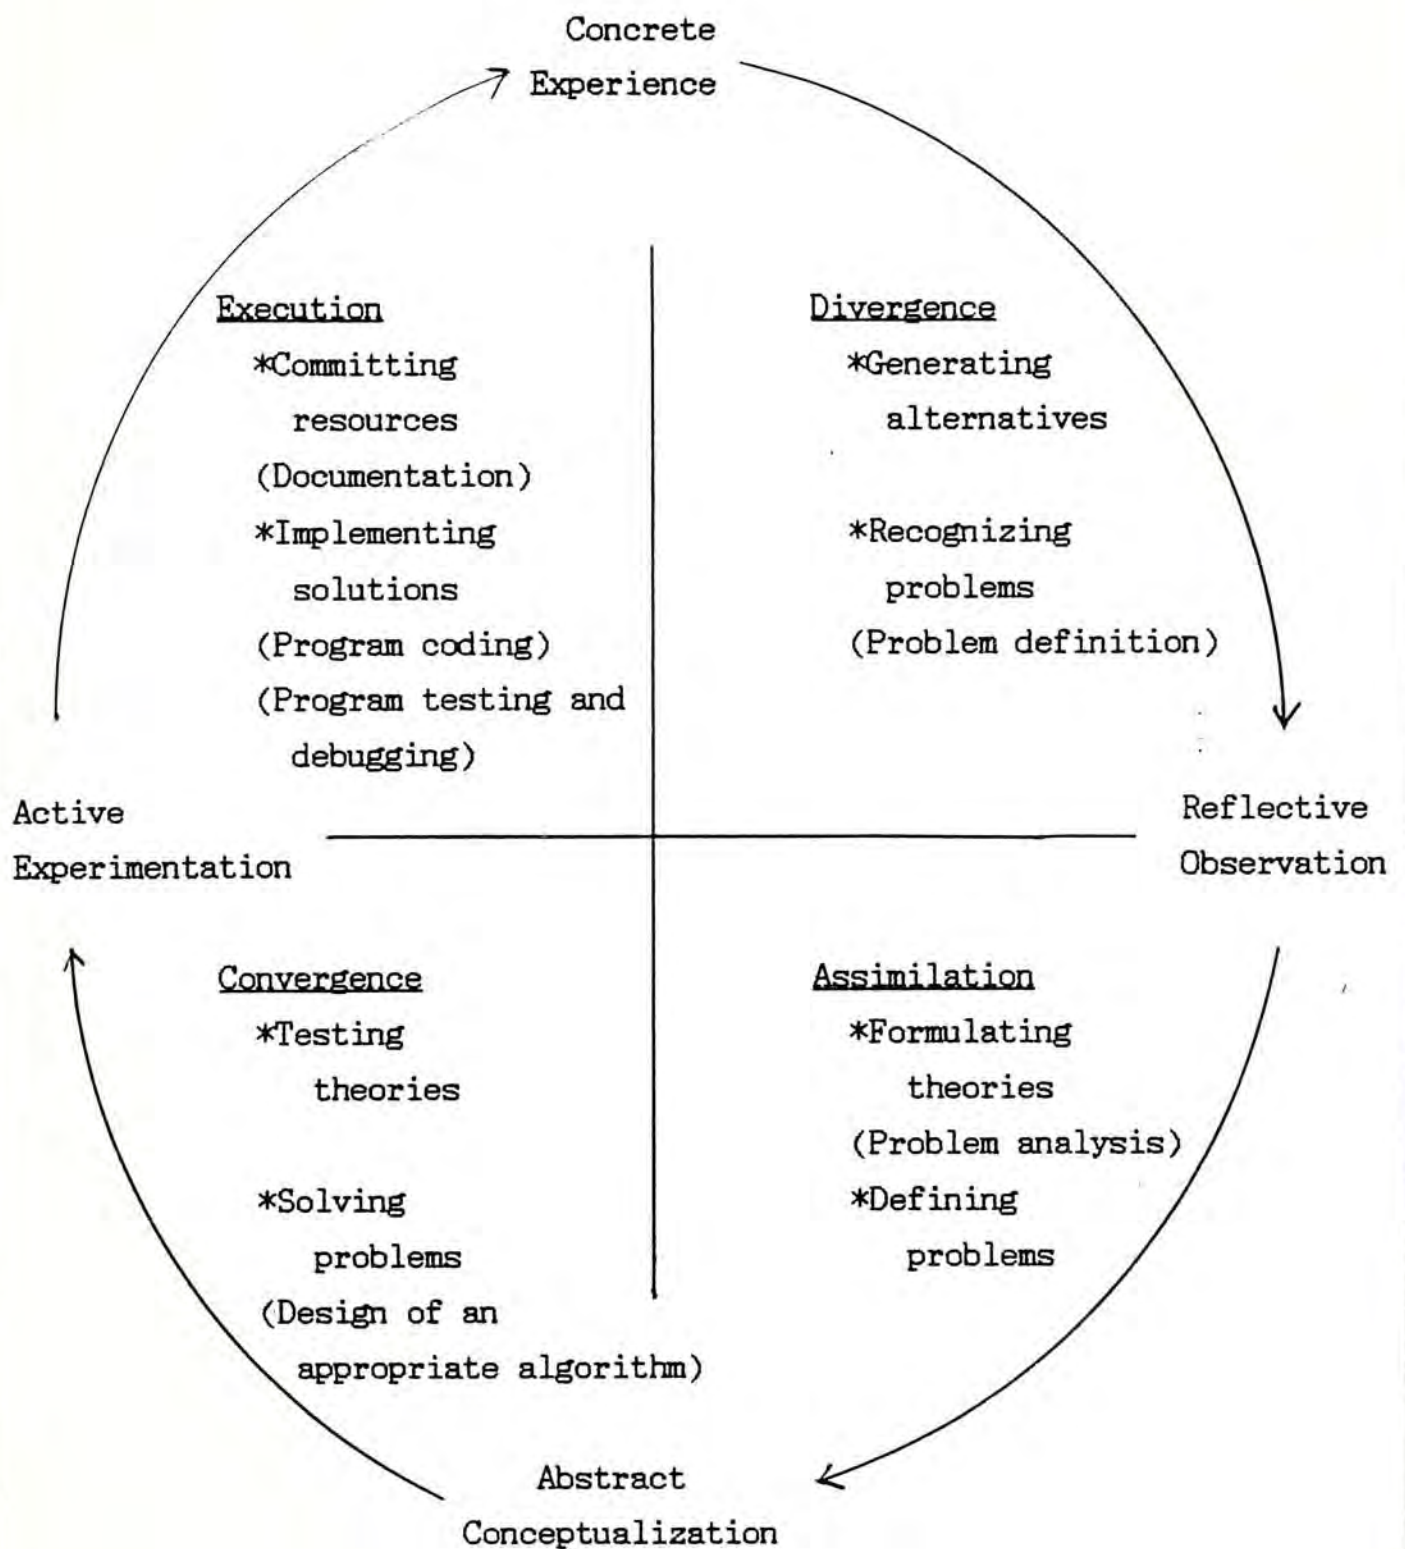 Concrete
Experience
Execution
*Committing
resources
(Documentation)
*Implementing
solutions
(Program coding)
(Program testing and
debugging)
Divergence
*Generating
alternatives
*Recognizing
problems
(Problem definition)
Active
Experimentation
Reflective
Observation
Convergence
*Testing
theories
*Solving
problems
(Design of an
appropriate algorithm)
Assimilation
*Formulating
theories
(Problem analysis)
*Defining
problems
Abstract
Conceptualization